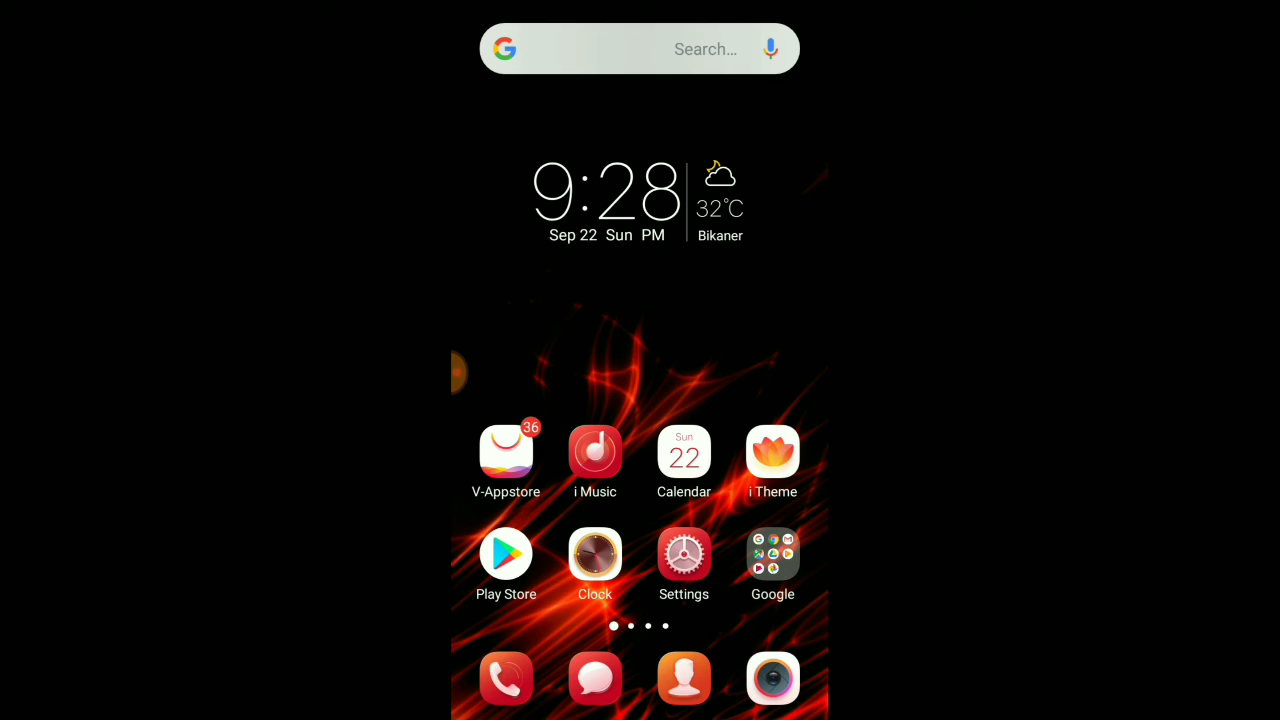 Search...
9:28
Sep 22 Sun PM
32°C
Bikaner
36
Sun
22
V-Appstore
i Music
Calendar
i Theme
Play Store
Clock
Settings
Google